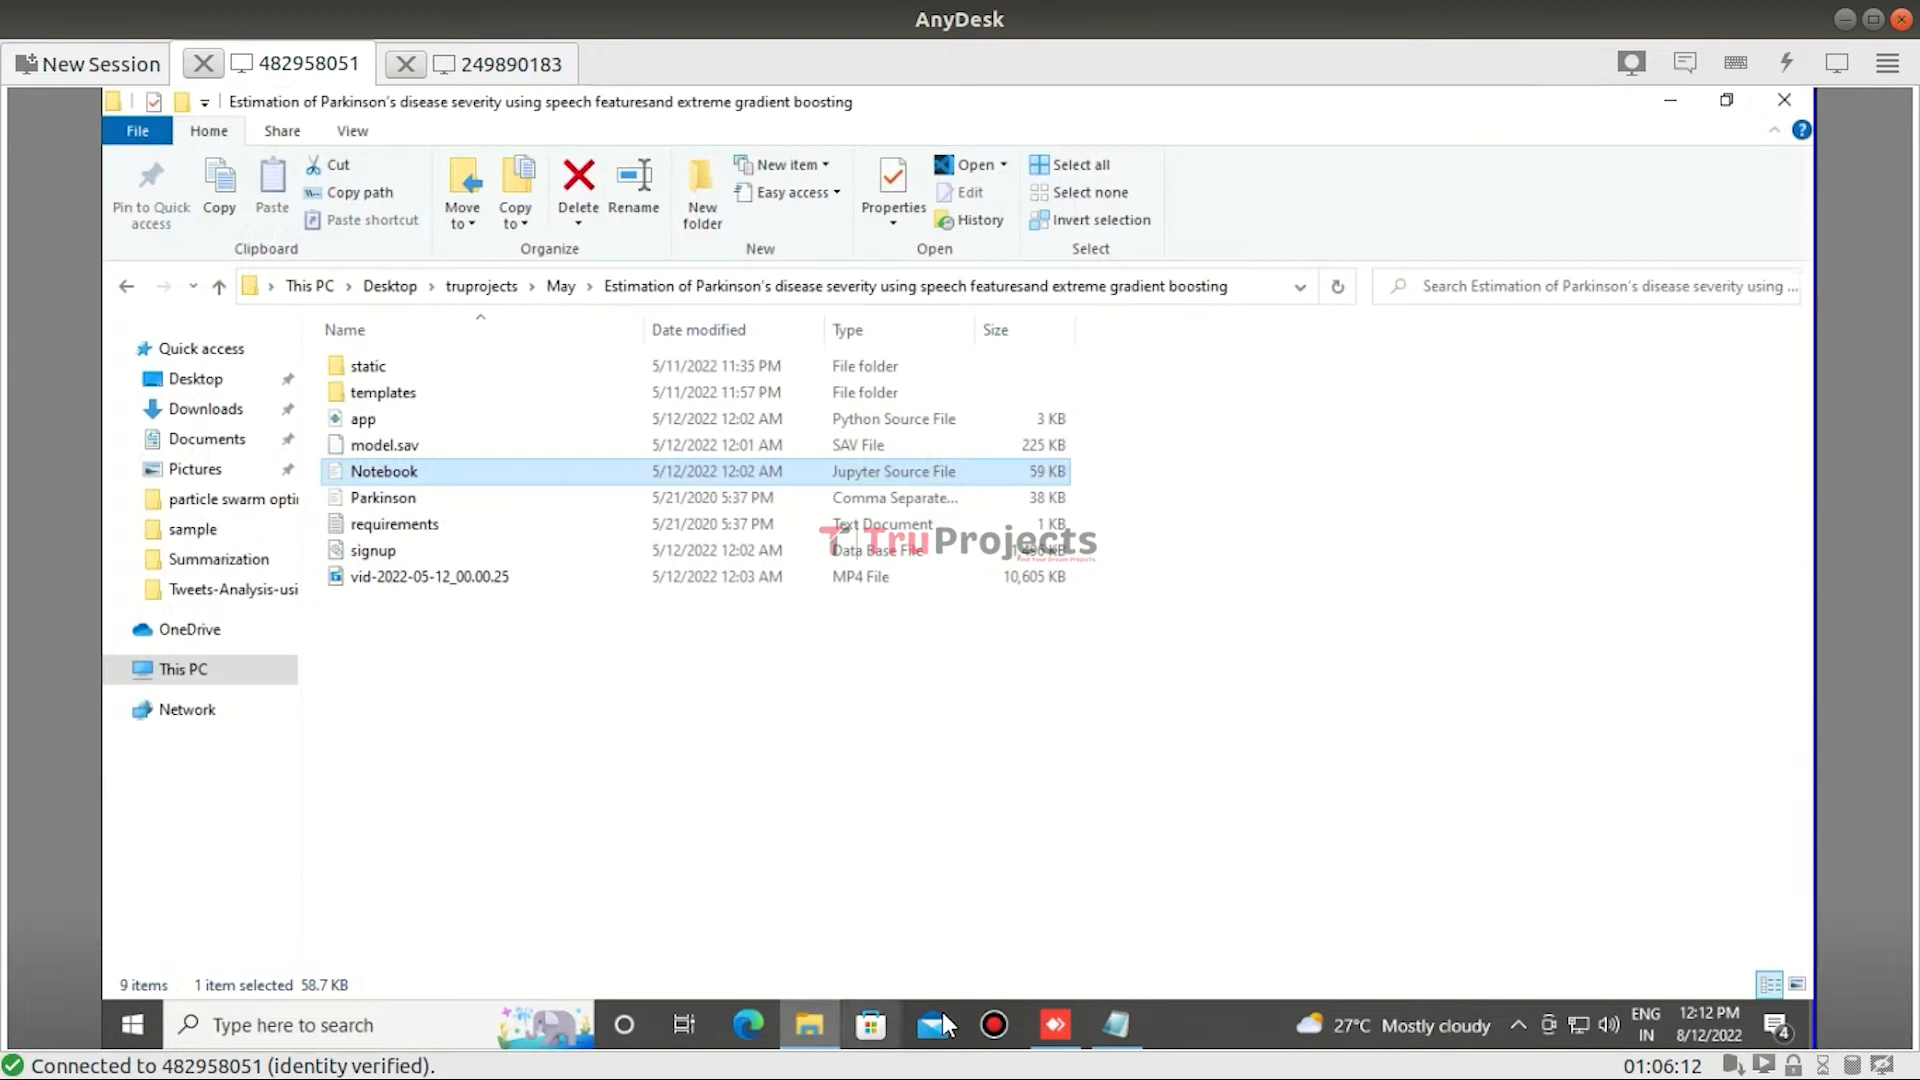 AnyDesk
New Session
482958051
249890183
Estimation of Parkinson's disease severity using speech featuresand extreme gradient boosting
File
Home
Share
View
Pin to Quick access
Copy
Paste
Cut
Copy path
Paste shortcut
Clipboard
Move to
Copy to
Delete
Rename
Organize
New folder
New item
Easy access
New
Properties
Open
Edit
History
Open
Select all
Select none
Invert selection
Select
This PC
Desktop
truprojects
May
Estimation of Parkinson's disease severity using speech featuresand extreme gradient boosting
Search Estimation of Parkinson's disease severity using ...
Quick access
Desktop
Downloads
Documents
Pictures
particle swarm opti
sample
Summarization
Tweets-Analysis-usi
OneDrive
This PC
Network
Name Date modified Type Size
static 5/11/2022 11:35 PM File folder
templates 5/11/2022 11:57 PM File folder
app 5/12/2022 12:02 AM Python Source File 3 KB
model.sav 5/12/2022 12:01 AM SAV File 225 KB
Notebook 5/12/2022 12:02 AM Jupyter Source File 59 KB
Parkinson 5/21/2020 5:37 PM Comma Separate... 38 KB
requirements 5/21/2020 5:37 PM Text Document 1 KB
signup 5/12/2022 12:02 AM Data Base File
vid-2022-05-12_00.00.25 5/12/2022 12:03 AM MP4 File 10,605 KB
TruProjects
Find Your Dream Projects
9 items 1 item selected 58.7 KB
Type here to search
27°C Mostly cloudy
ENG
IN
12:12 PM
8/12/2022
4
Connected to 482958051 (identity verified).
01:06:12